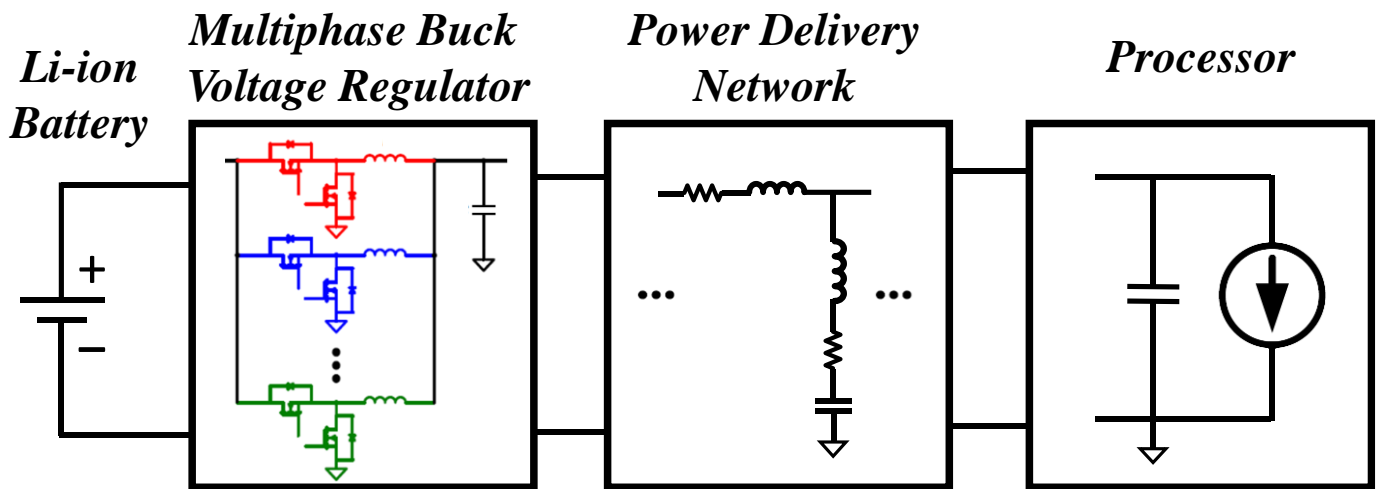 Li-ion
Battery
Multiphase Buck
Voltage Regulator
Power Delivery
Network
Processor
+
−